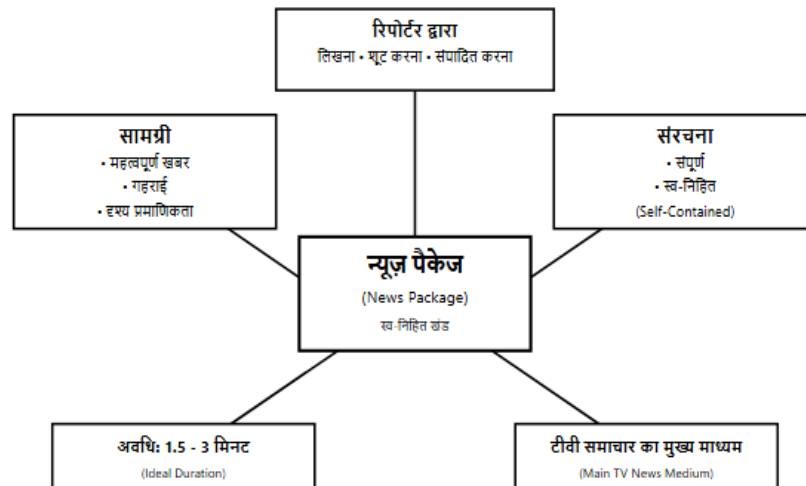 रिपोर्टर द्वारा
लिखना • शूट करना • संपादित करना
सामग्री
• महत्वपूर्ण खबर
• गहराई
• दृश्य प्रमाणिकता
संरचना
• संपूर्ण
• स्व-निहित
(Self-Contained)
न्यूज़ पैकेज
(News Package)
स्व-निहित खंड
अवधि: 1.5 - 3 मिनट
(Ideal Duration)
टीवी समाचार का मुख्य माध्यम
(Main TV News Medium)